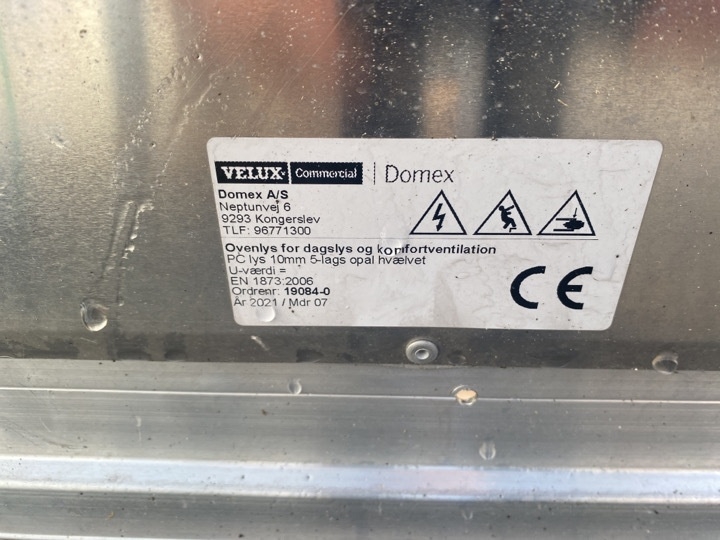 VELUX Commercial | Domex
Domex A/S
Neptunvej 6
9293 Kongerslev
TLF: 96771300
Ovenlys for dagslys og komfortventilation
PC lys 10mm 5-lags opal hvælvet
U-værdi =
EN 1873:2006
Ordrenr: 19084-0
År 2021 / Mdr 07
CE